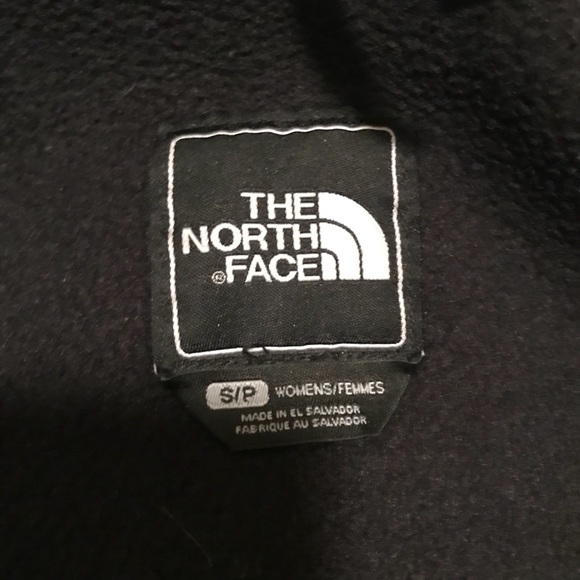 THE
NORTH
®FACE
S/P WOMENS/FEMMES
MADE IN EL SALVADOR
FABRIQUE AU SALVADOR